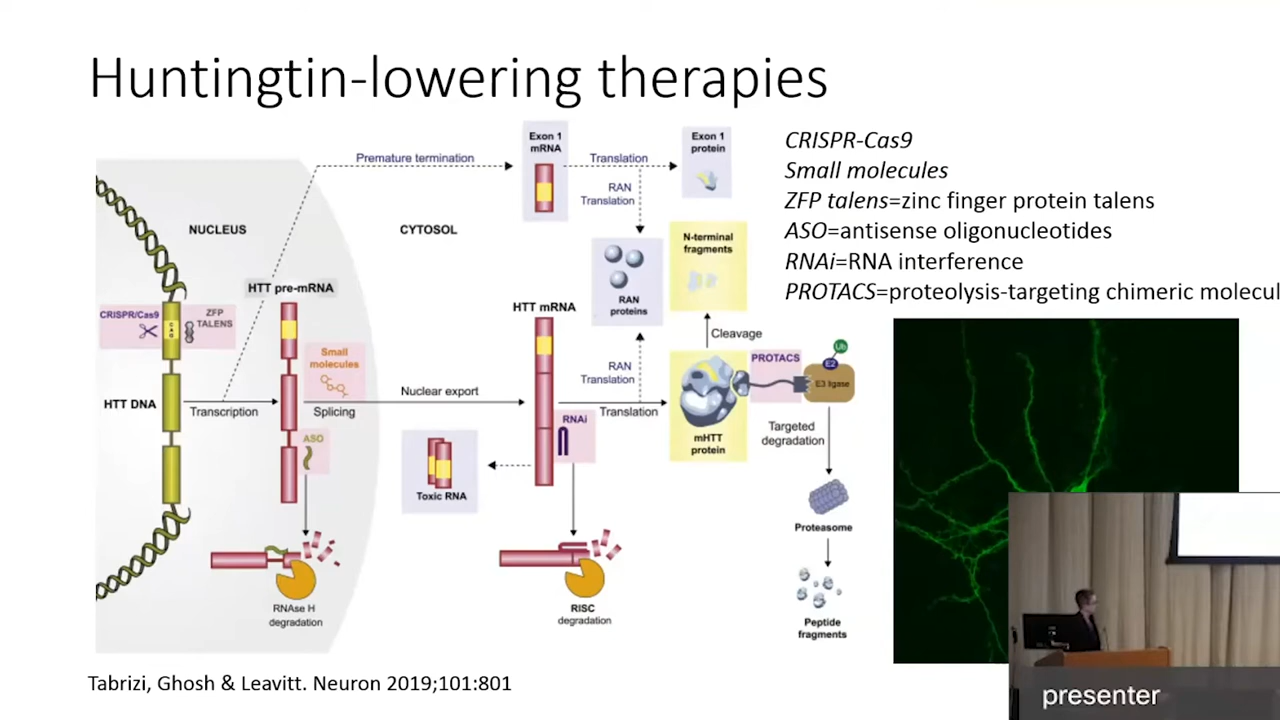 Huntingtin-lowering therapies
CRISPR-Cas9
Small molecules
ZFP talens=zinc finger protein talens
ASO=antisense oligonucleotides
RNAi=RNA interference
PROTACS=proteolysis-targeting chimeric molecul
Premature termination
Exon 1
mRNA
Translation
RAN
Translation
Exon 1
protein
NUCLEUS
CYTOSOL
RAN
proteins
N-terminal
fragments
Cleavage
HTT pre-mRNA
HTT mRNA
CRISPR/Cas9
CAG
ZFP
TALENS
Small
molecules
HTT DNA
Transcription
Splicing
Nuclear export
RAN
Translation
Translation
PROTACS
Ub
E2
E3 ligase
mHTT
protein
Targeted
degradation
ASO
RNAi
Toxic RNA
Proteasome
RNAse H
degradation
RISC
degradation
Peptide
fragments
Tabrizi, Ghosh & Leavitt. Neuron 2019;101:801
presenter